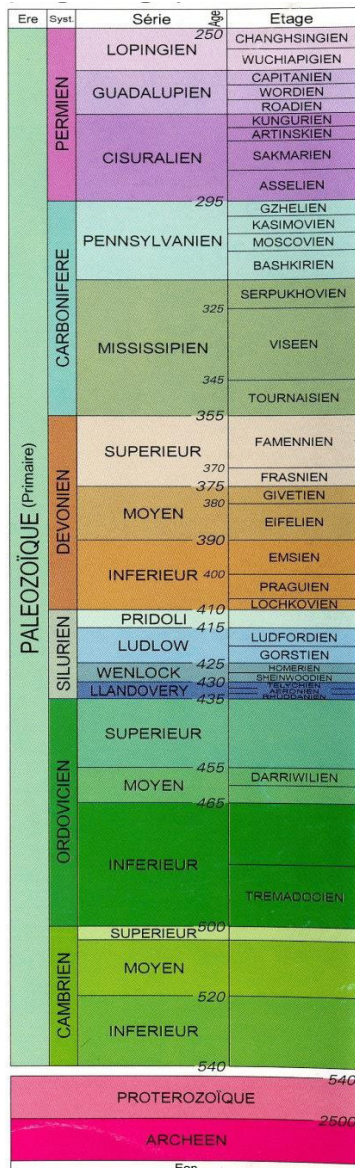 Ere Syst. Série Age Etage
250
PALEOZOÏQUE (Primaire)
PERMIEN
LOPINGIEN
CHANGHSINGIEN
WUCHIAPIGIEN
GUADALUPIEN
CAPITANIEN
WORDIEN
ROADIEN
CISURALIEN
KUNGURIEN
ARTINSKIEN
SAKMARIEN
ASSELIEN
295
CARBONIFERE
PENNSYLVANIEN
GZHELIEN
KASIMOVIEN
MOSCOVIEN
BASHKIRIEN
MISSISSIPIEN
SERPUKHOVIEN
325
VISEEN
345
TOURNAISIEN
355
DEVONIEN
SUPERIEUR
FAMENNIEN
370
FRASNIEN
375
MOYEN
GIVETIEN
380
EIFELIEN
390
INFERIEUR
EMSIEN
400
PRAGUIEN
LOCHKOVIEN
410
SILURIEN
PRIDOLI
415
LUDLOW
LUDFORDIEN
GORSTIEN
425
WENLOCK
HOMERIEN
SHEINWOODIEN
430
LLANDOVERY
TELYCHIEN
AERONIEN
RHUDDANIEN
435
ORDOVICIEN
SUPERIEUR
455
MOYEN
DARRIWILIEN
465
INFERIEUR
TREMADOCIEN
500
CAMBRIEN
SUPERIEUR
MOYEN
520
INFERIEUR
540
540
PROTEROZOÏQUE
2500
ARCHEEN